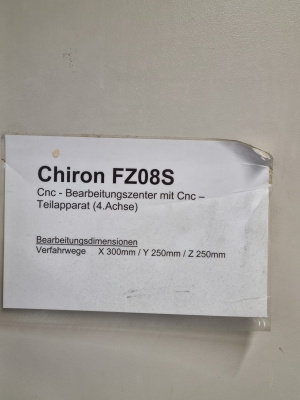 Chiron FZ08S
Cnc - Bearbeitungszenter mit Cnc –
Teilapparat (4.Achse)
Bearbeitungsdimensionen
Verfahrwege X 300mm / Y 250mm / Z 250mm